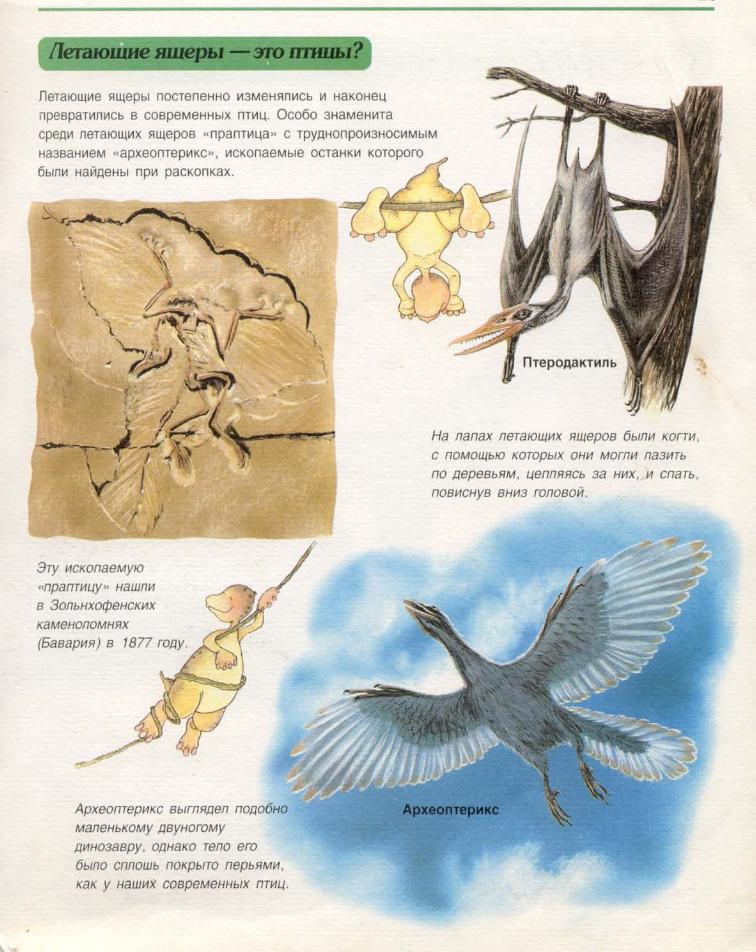 Летающие ящеры — это птицы?
Летающие ящеры постепенно изменялись и наконец
превратились в современных птиц. Особо знаменита
среди летающих ящеров «праптица» с труднопроизносимым
названием «археоптерикс», ископаемые останки которого
были найдены при раскопках.
Птеродактиль
На лапах летающих ящеров были когти,
с помощью которых они могли лазить
по деревьям, цепляясь за них, и спать,
повиснув вниз головой.
Эту ископаемую
«праптицу» нашли
в Зольнхофенских
каменоломнях
(Бавария) в 1877 году.
Археоптерикс
Археоптерикс выглядел подобно
маленькому двуногому
динозавру, однако тело его
было сплошь покрыто перьями,
как у наших современных птиц.